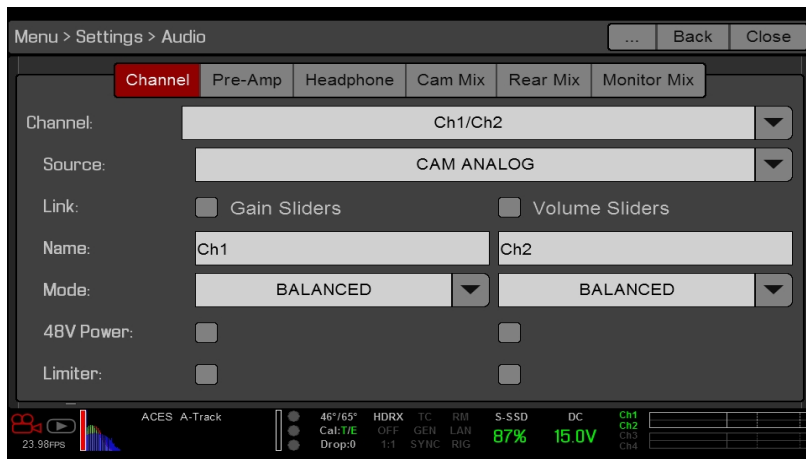 Menu > Settings > Audio ... Back Close
Channel Pre-Amp Headphone Cam Mix Rear Mix Monitor Mix
Channel: Ch1/Ch2
Source: CAM ANALOG
Link: Gain Sliders Volume Sliders
Name: Ch1 Ch2
Mode: BALANCED BALANCED
48V Power:
Limiter:
ACES A-Track 46°/65° HDRX TC RM S-SSD DC Ch1
Cal:T/E OFF GEN LAN 87% 15.0V Ch2
23.98FPS Drop:0 1:1 SYNC RIG Ch3
Ch4